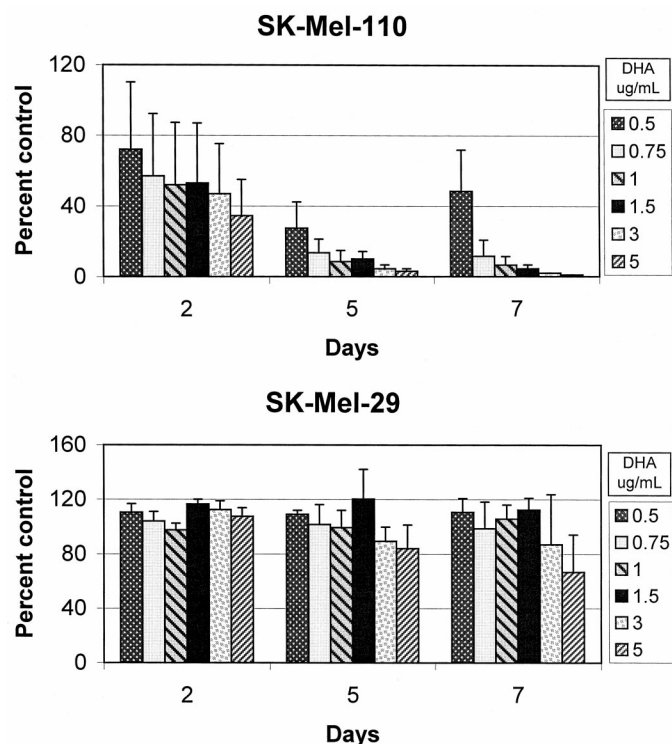 SK-Mel-110
Percent control
120
80
40
0
2 5 7
Days
DHA
ug/mL
0.5
0.75
1
1.5
3
5
SK-Mel-29
Percent control
160
120
80
40
0
2 5 7
Days
DHA
ug/mL
0.5
0.75
1
1.5
3
5